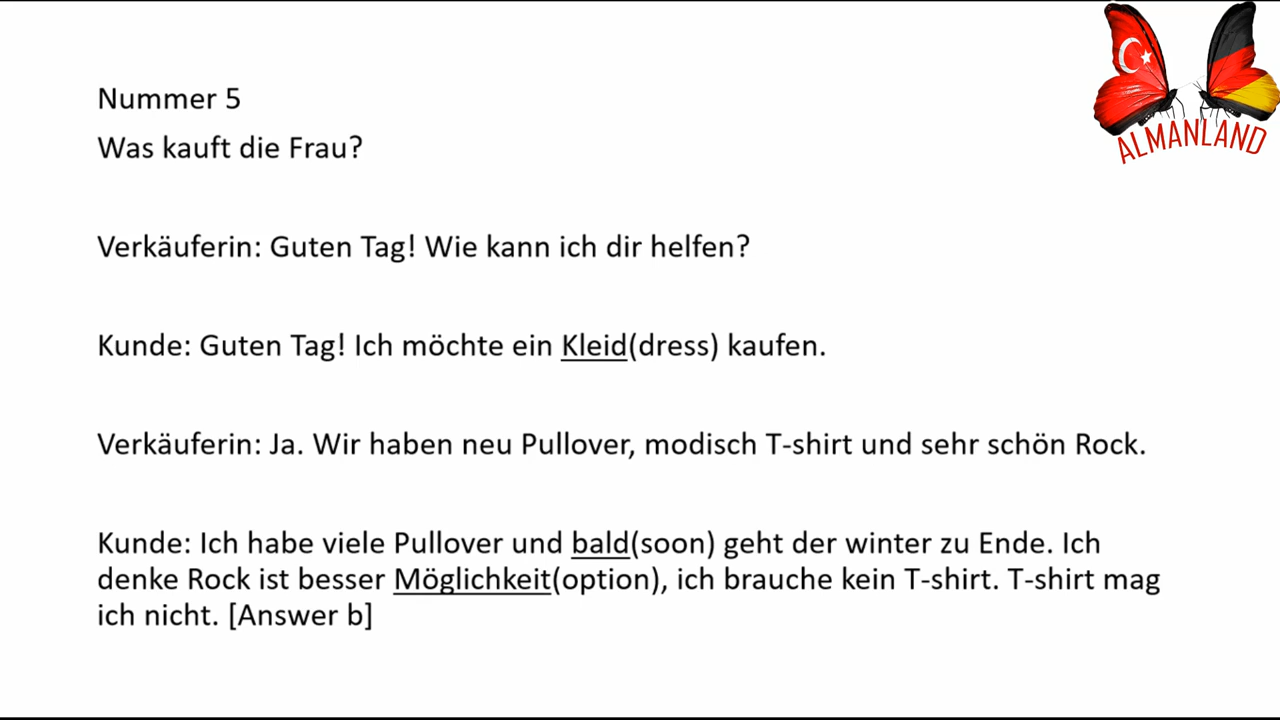 ALMANLAND
Nummer 5
Was kauft die Frau?
Verkäuferin: Guten Tag! Wie kann ich dir helfen?
Kunde: Guten Tag! Ich möchte ein Kleid(dress) kaufen.
Verkäuferin: Ja. Wir haben neu Pullover, modisch T-shirt und sehr schön Rock.
Kunde: Ich habe viele Pullover und bald(soon) geht der winter zu Ende. Ich
denke Rock ist besser Möglichkeit(option), ich brauche kein T-shirt. T-shirt mag
ich nicht. [Answer b]